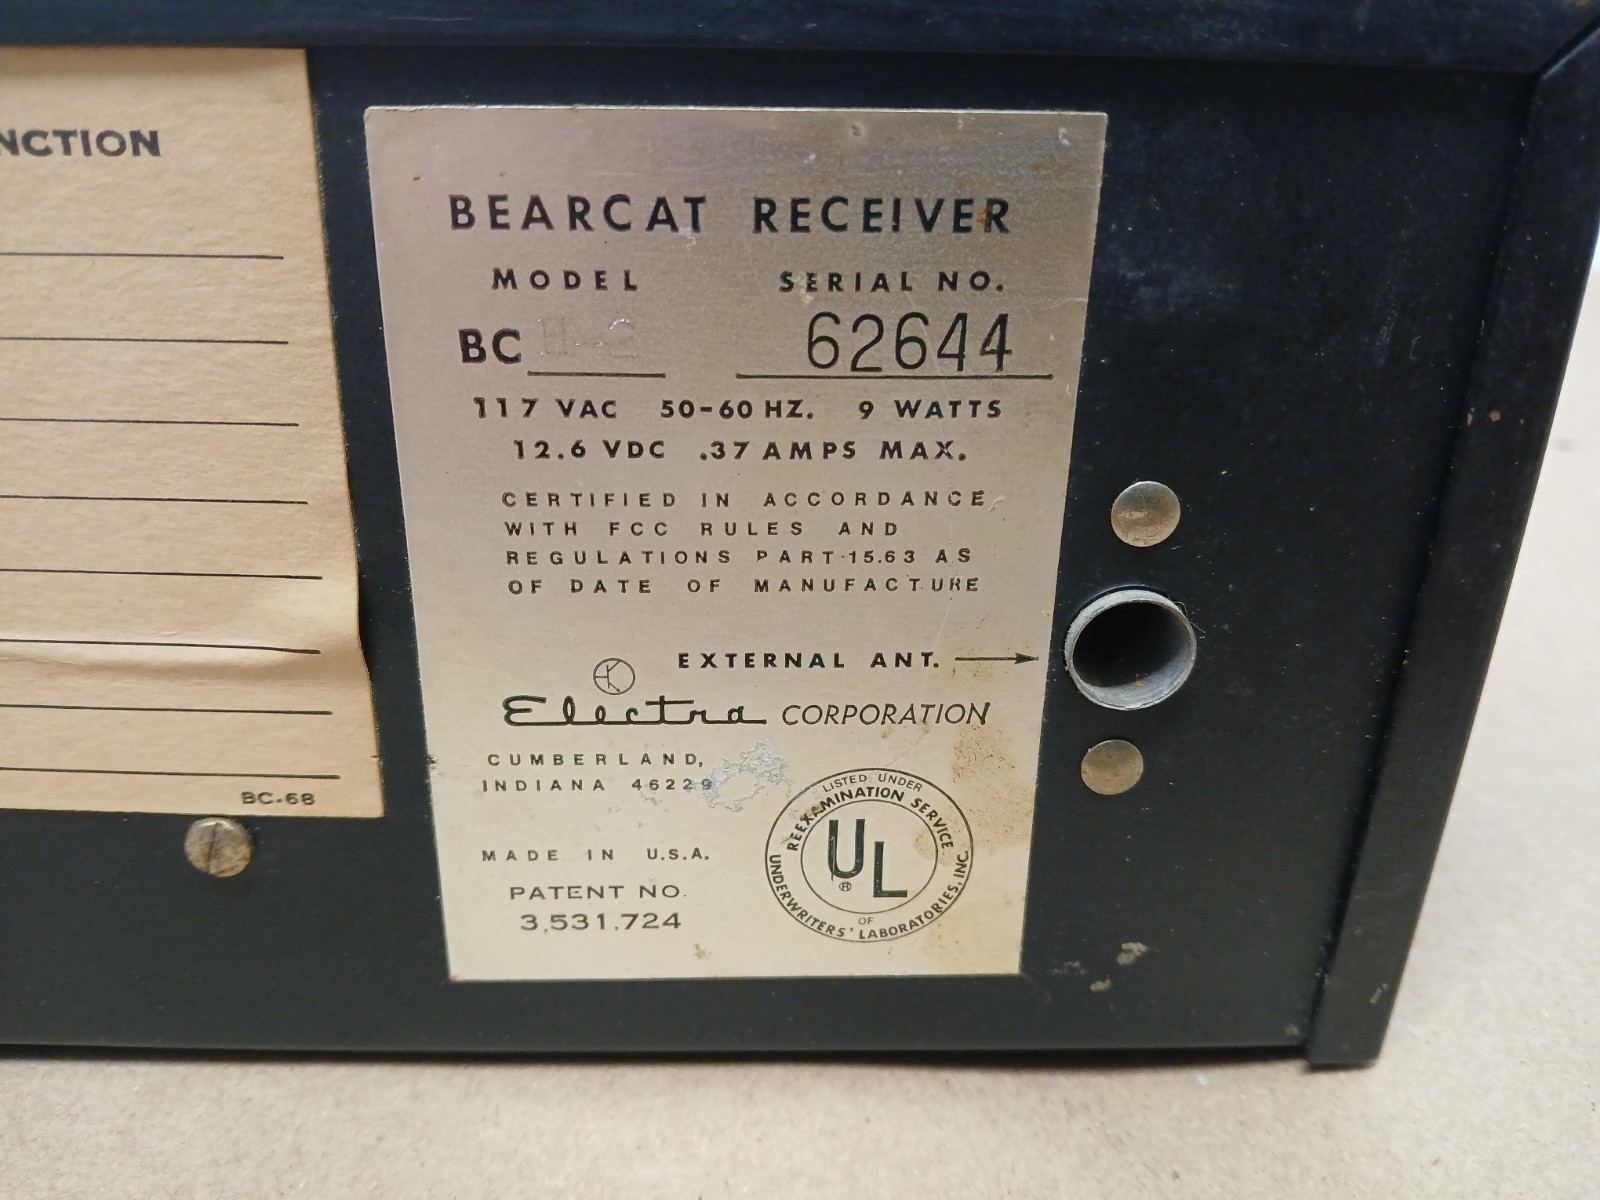 NCTION
BC-68
BEARCAT RECEIVER
MODEL SERIAL NO.
BC H-2 62644
117 VAC 50-60 HZ. 9 WATTS
12.6 VDC .37 AMPS MAX.
CERTIFIED IN ACCORDANCE
WITH FCC RULES AND
REGULATIONS PART 15.63 AS
OF DATE OF MANUFACTURE
EXTERNAL ANT.
Electra CORPORATION
CUMBERLAND,
INDIANA 46229
MADE IN U.S.A.
PATENT NO.
3,531,724
LISTED UNDER
REEXAMINATION SERVICE
UL
®
OF
UNDERWRITERS' LABORATORIES, INC.